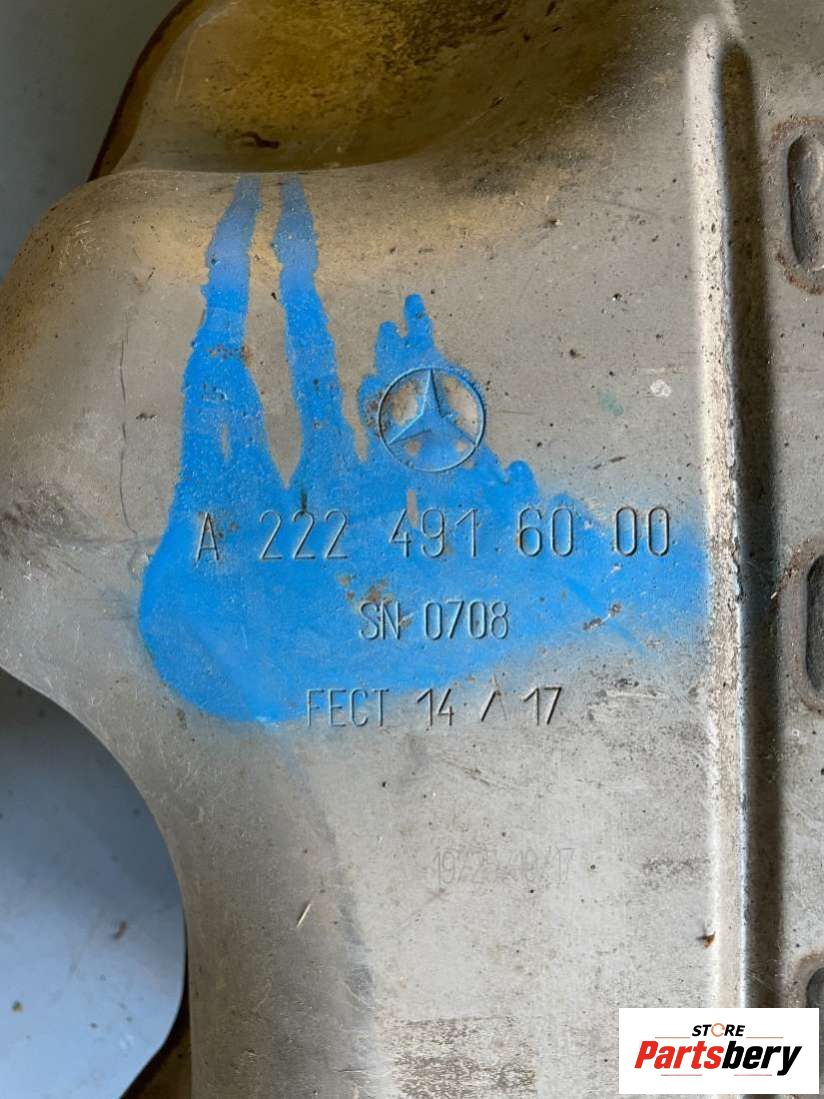 A 222 491 60 00
SN 0708
FECT 14 / 17
STORE
Partsbery